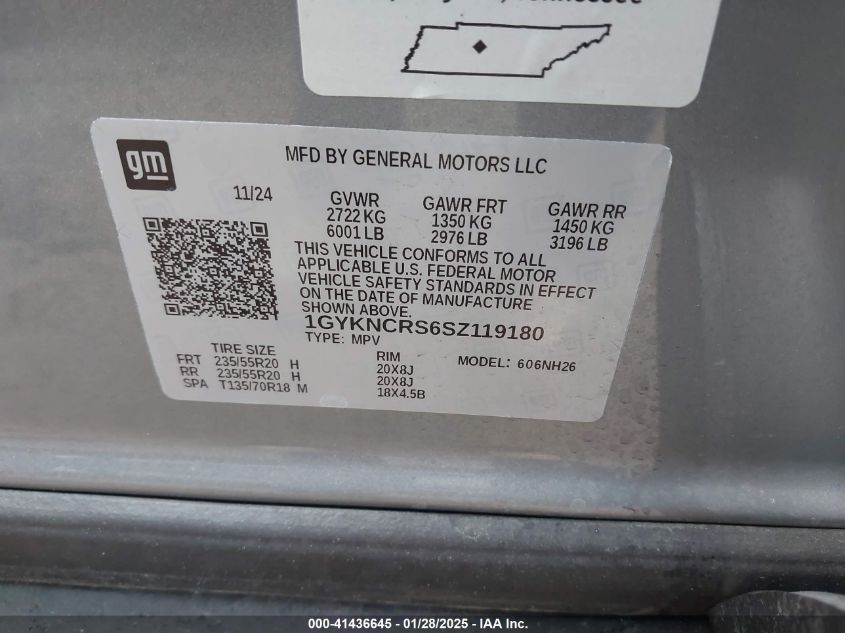 gm
MFD BY GENERAL MOTORS LLC
11/24
GVWR GAWR FRT GAWR RR
2722 KG 1350 KG 1450 KG
6001 LB 2976 LB 3196 LB
THIS VEHICLE CONFORMS TO ALL
APPLICABLE U.S. FEDERAL MOTOR
VEHICLE SAFETY STANDARDS IN EFFECT
ON THE DATE OF MANUFACTURE
SHOWN ABOVE.
1GYKNCRS6SZ119180
TYPE: MPV
TIRE SIZE RIM MODEL: 606NH26
FRT 235/55R20 H 20X8J
RR 235/55R20 H 20X8J
SPA T135/70R18 M 18X4.5B
000-41436645 | 01/28/2025 - IAA Inc.